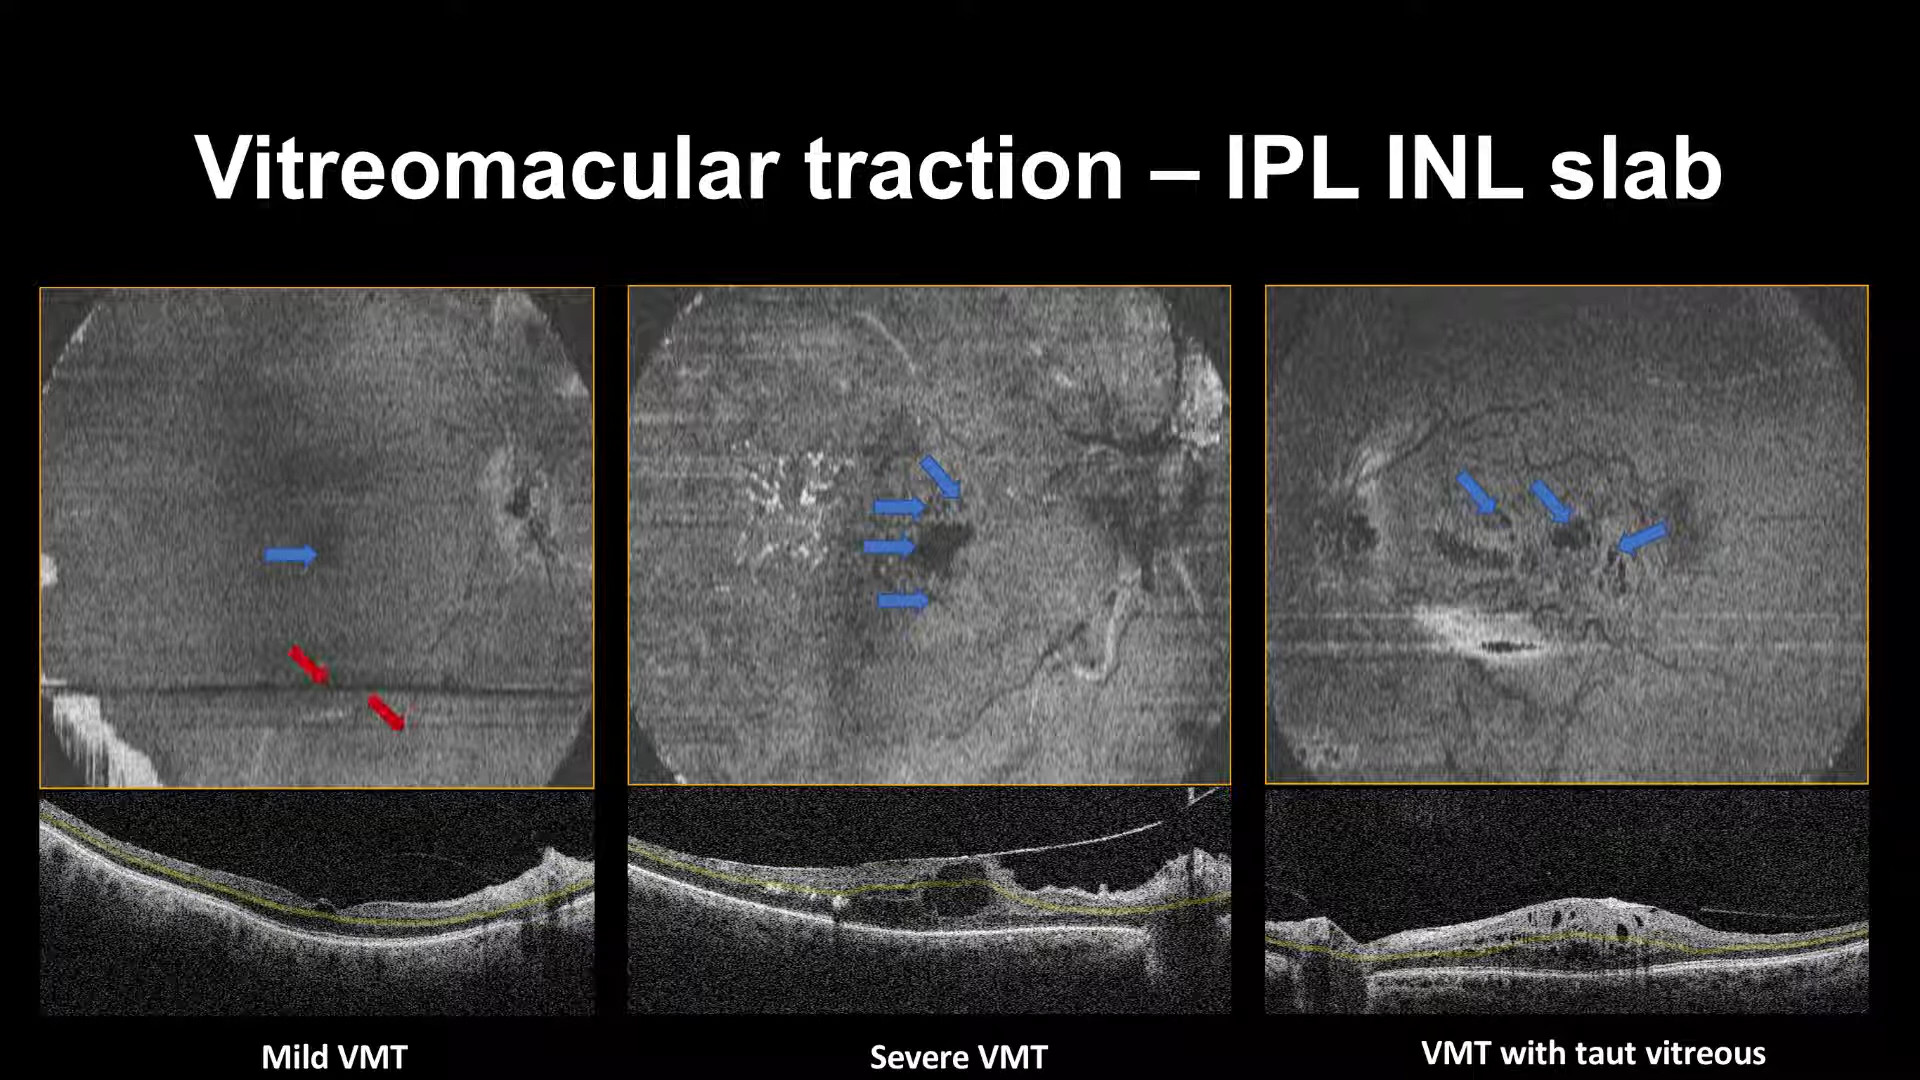 Vitreomacular traction – IPL INL slab
Mild VMT
Severe VMT
VMT with taut vitreous